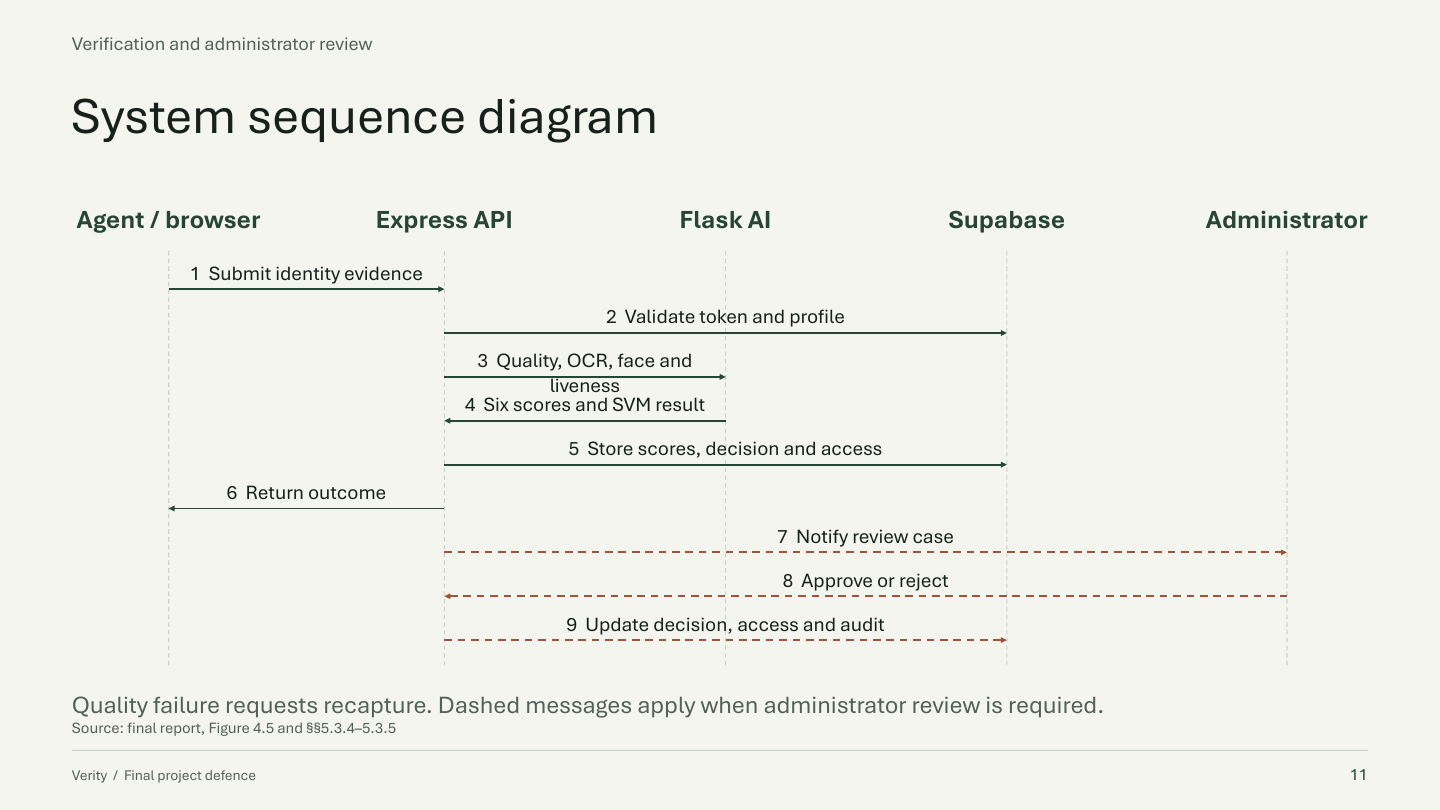 Verification and administrator review
System sequence diagram
Agent / browser
Express API
Flask AI
Supabase
Administrator
1 Submit identity evidence
2 Validate token and profile
3 Quality, OCR, face and
liveness
4 Six scores and SVM result
5 Store scores, decision and access
6 Return outcome
7 Notify review case
8 Approve or reject
9 Update decision, access and audit
Quality failure requests recapture. Dashed messages apply when administrator review is required.
Source: final report, Figure 4.5 and §§5.3.4–5.3.5
Verity / Final project defence
11